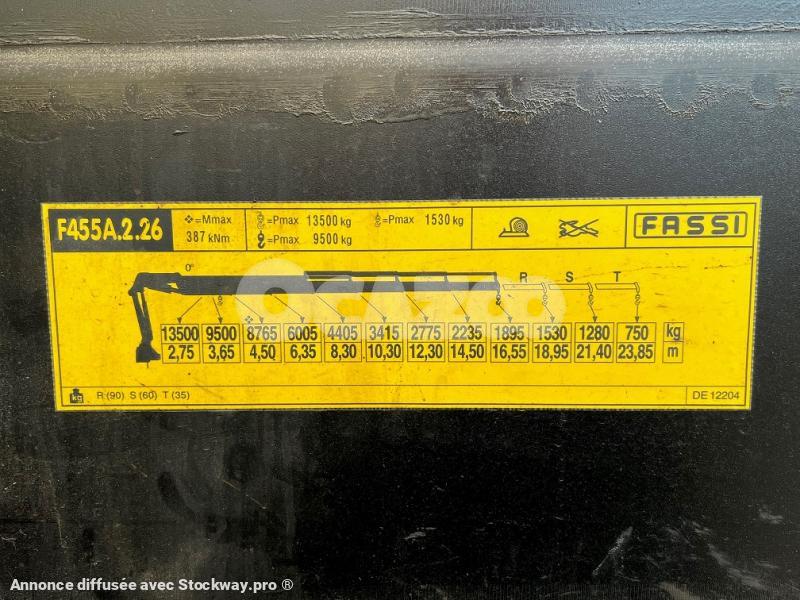 F455A.2.26 =Mmax 387 kNm =Pmax 13500 kg =Pmax 1530 kg FASSI
=Pmax 9500 kg
0° R S T
13500 9500 8765 6005 4405 3415 2775 2235 1895 1530 1280 750 kg
2,75 3,65 4,50 6,35 8,30 10,30 12,30 14,50 16,55 18,95 21,40 23,85 m
kg R (90) S (60) T (35) DE 12204
OCAZOO
Annonce diffusée avec Stockway.pro ®